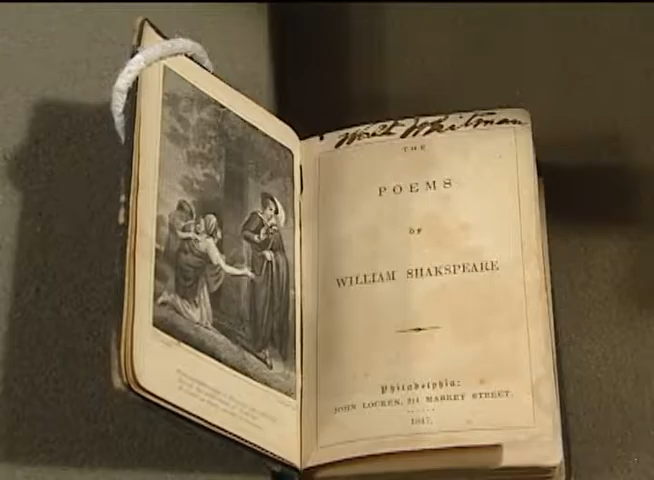 Walt Whitman
THE
POEMS
OF
WILLIAM SHAKSPEARE
Philadelphia:
JOHN LOCKEN, 311 MARKET STREET.
1847.